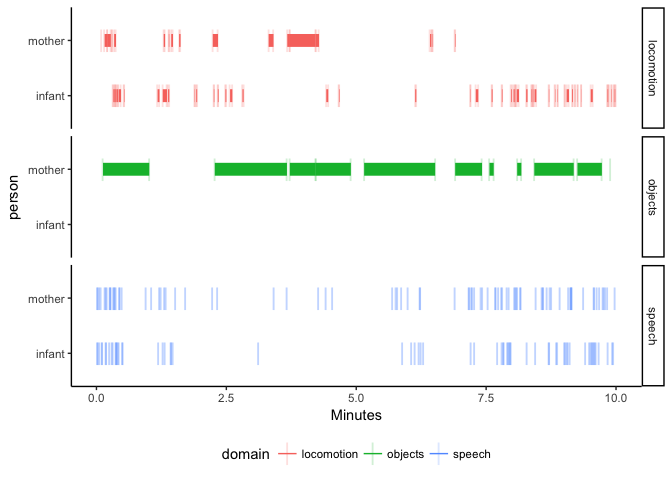 mother
infant
locomotion
mother
infant
objects
mother
infant
speech
person
0.0 2.5 5.0 7.5 10.0
Minutes
domain locomotion objects speech